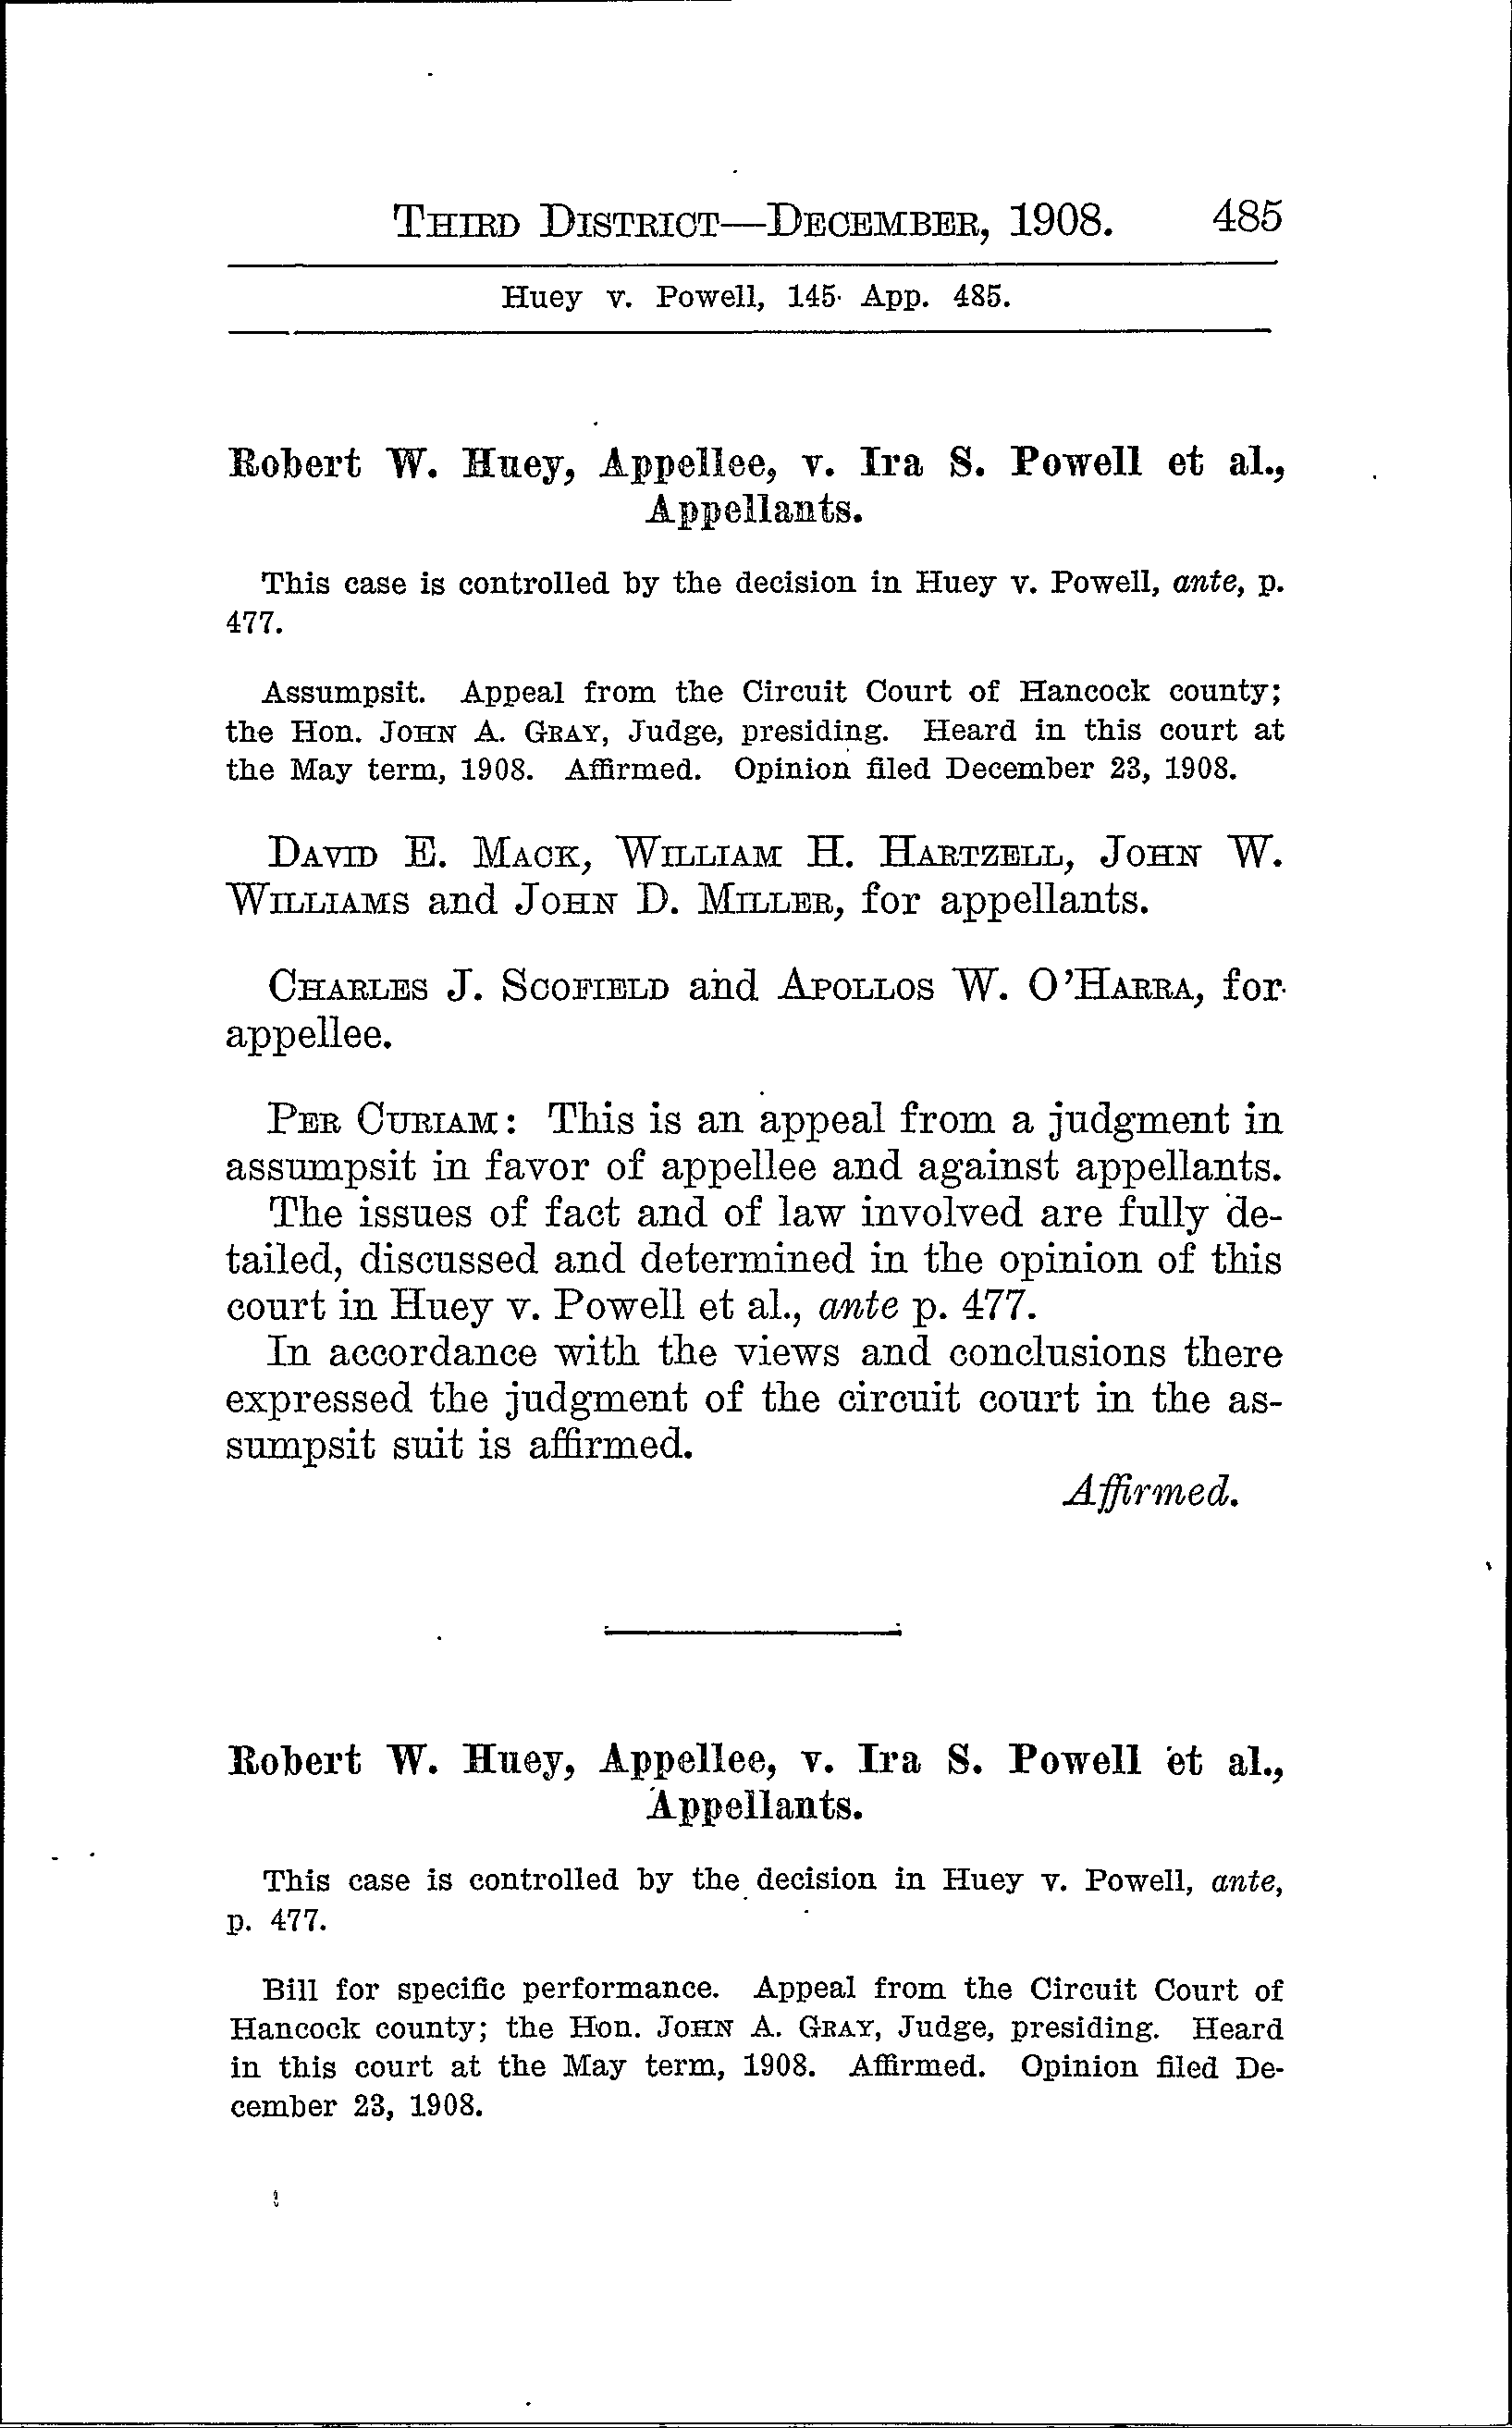 THIRD DISTRICT—DECEMBER, 1908. 485
Huey v. Powell, 145 App. 485.
Robert W. Huey, Appellee, v. Ira S. Powell et al.,
Appellants.
This case is controlled by the decision in Huey v. Powell, ante, p.
477.
Assumpsit. Appeal from the Circuit Court of Hancock county;
the Hon. JOHN A. GRAY, Judge, presiding. Heard in this court at
the May term, 1908. Affirmed. Opinion filed December 23, 1908.
DAVID E. MACK, WILLIAM H. HARTZELL, JOHN W.
WILLIAMS and JOHN D. MILLER, for appellants.
CHARLES J. SCOFIELD and APOLLOS W. O'HARRA, for
appellee.
PER CURIAM: This is an appeal from a judgment in
assumpsit in favor of appellee and against appellants.
The issues of fact and of law involved are fully de-
tailed, discussed and determined in the opinion of this
court in Huey v. Powell et al., ante p. 477.
In accordance with the views and conclusions there
expressed the judgment of the circuit court in the as-
sumpsit suit is affirmed.
Affirmed.
Robert W. Huey, Appellee, v. Ira S. Powell et al.,
Appellants.
This case is controlled by the decision in Huey v. Powell, ante,
p. 477.
Bill for specific performance. Appeal from the Circuit Court of
Hancock county; the Hon. JOHN A. GRAY, Judge, presiding. Heard
in this court at the May term, 1908. Affirmed. Opinion filed De-
cember 23, 1908.